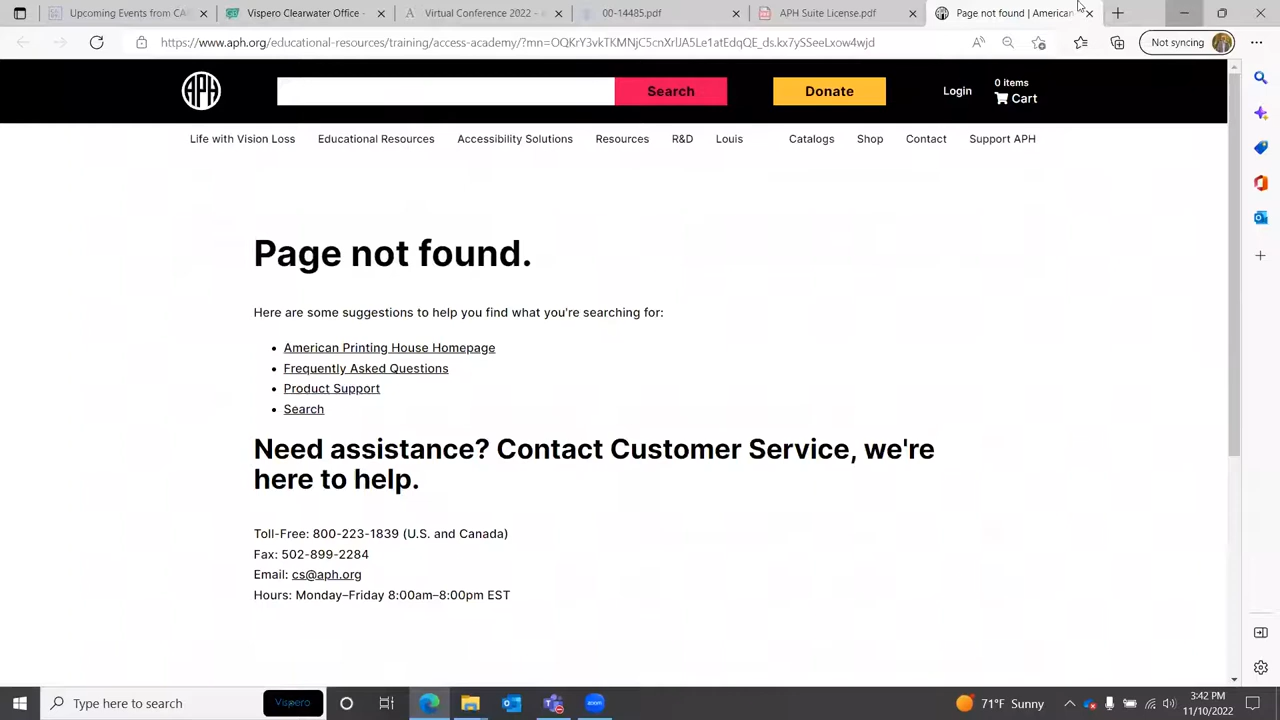 Upcoming Events from CA
Vispero Clearwater Office -
Virtual Conference 2022 -
00-14485.pdf
APH Suite License.pdf
Page not found | American
https://www.aph.org/educational-resources/training/access-academy/?mn=OQKrY3vkTKMNjC5cnXrlJA5Le1atEdqQE_ds.kx7ySSeeLxow4wjd
Not syncing
APH
Search
Donate
Login
0 items
Cart
Life with Vision Loss
Educational Resources
Accessibility Solutions
Resources
R&D
Louis
Catalogs
Shop
Contact
Support APH
Page not found.
Here are some suggestions to help you find what you're searching for:
American Printing House Homepage
Frequently Asked Questions
Product Support
Search
Need assistance? Contact Customer Service, we're
here to help.
Toll-Free: 800-223-1839 (U.S. and Canada)
Fax: 502-899-2284
Email: cs@aph.org
Hours: Monday–Friday 8:00am–8:00pm EST
Type here to search
Vispero
zoom
71°F Sunny
3:42 PM
11/10/2022